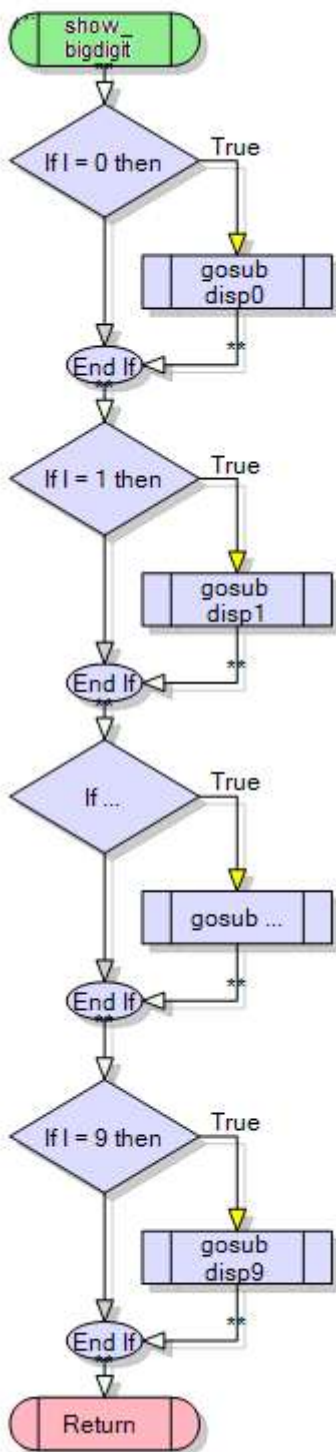 show_
bigdigit
**
If I = 0 then
True
gosub
disp0
**
End If
**
If I = 1 then
True
gosub
disp1
**
End If
**
If ...
True
gosub ...
**
End If
**
If I = 9 then
True
gosub
disp9
**
End If
**
Return